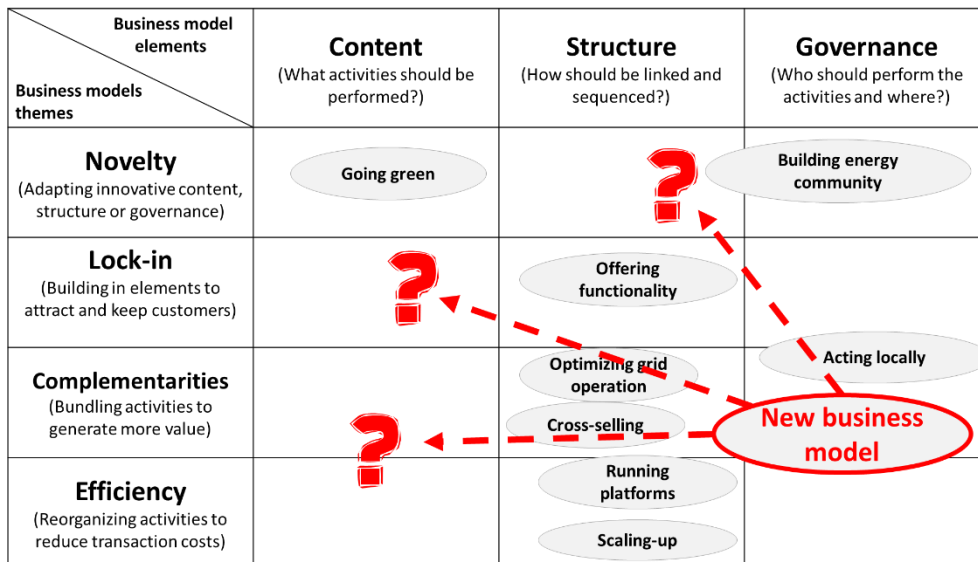 Business model
elements
Business models
themes
Content
(What activities should be
performed?)
Structure
(How should be linked and
sequenced?)
Governance
(Who should perform the
activities and where?)
Novelty
(Adapting innovative content,
structure or governance)
Going green
?
Building energy
community
Lock-in
(Building in elements to
attract and keep customers)
?
Offering
functionality
Complementarities
(Bundling activities to
generate more value)
?
Optimizing grid
operation
Cross-selling
Acting locally
New business
model
Efficiency
(Reorganizing activities to
reduce transaction costs)
Running
platforms
Scaling-up